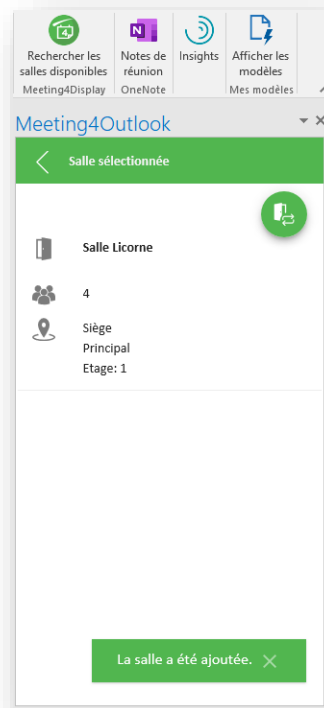 Rechercher les
salles disponibles
Meeting4Display
Notes de
réunion
OneNote
Insights
Afficher les
modèles
Mes modèles
Meeting4Outlook
Salle sélectionnée
Salle Licorne
4
Siège
Principal
Etage: 1
La salle a été ajoutée.